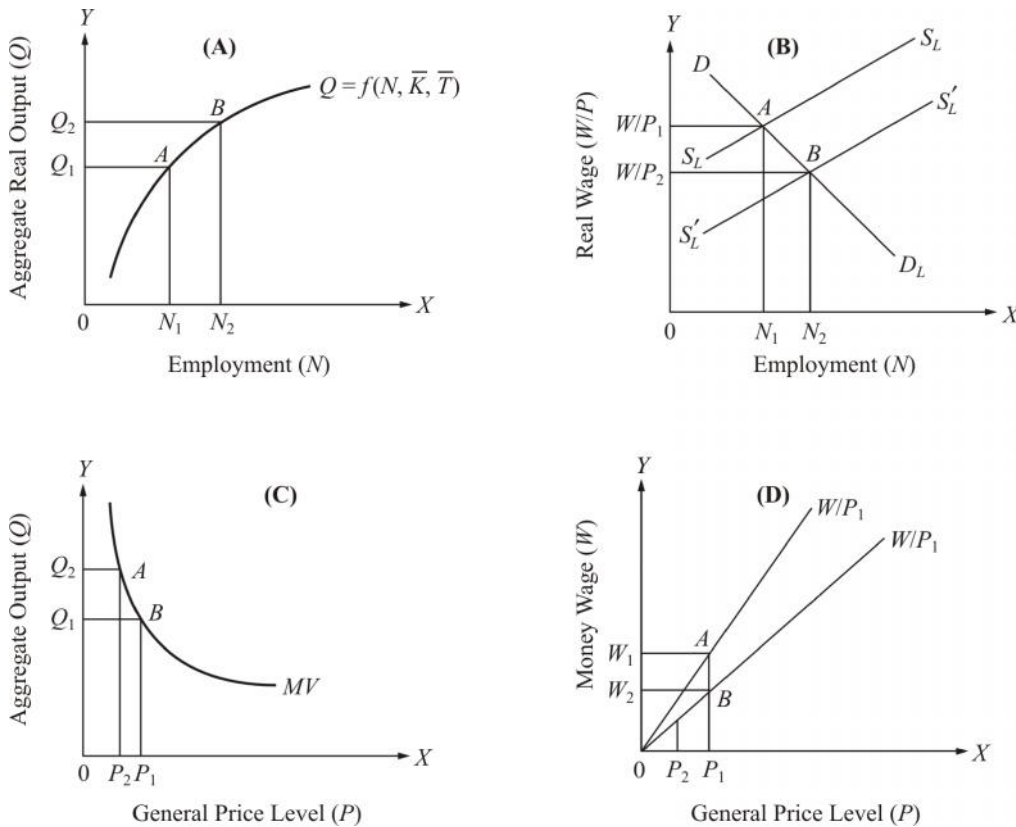 Y
(A)
Q = f(N, K̅, T̅)
B
Q₂
A
Q₁
Aggregate Real Output (Q)
X
0
N₁
N₂
Employment (N)
Y
(B)
S_L
D
A
S′_L
W/P₁
S_L
B
W/P₂
S′_L
D_L
Real Wage (W/P)
X
0
N₁
N₂
Employment (N)
Y
(C)
Q₂
A
B
Q₁
MV
Aggregate Output (Q)
X
0
P₂
P₁
General Price Level (P)
Y
(D)
W/P₁
W/P₁
A
W₁
W₂
B
Money Wage (W)
X
0
P₂
P₁
General Price Level (P)